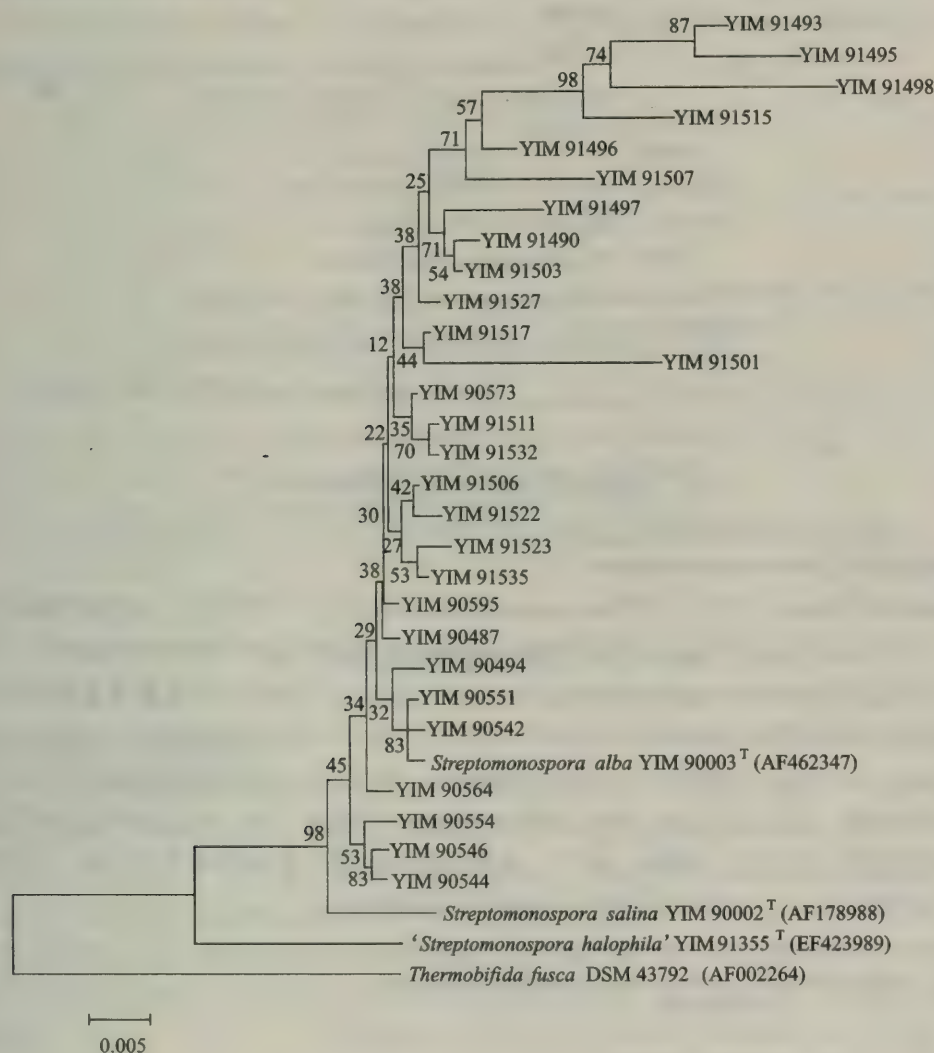 87
YIM 91493
YIM 91495
74
YIM 91498
98
YIM 91515
57
YIM 91496
71
YIM 91507
25
YIM 91497
38
71
YIM 91490
54
YIM 91503
38
YIM 91527
YIM 91517
12
44
YIM 91501
YIM 90573
35
YIM 91511
22
70
YIM 91532
42
YIM 91506
30
YIM 91522
27
YIM 91523
38
53
YIM 91535
YIM 90595
29
YIM 90487
YIM 90494
34
32
YIM 90551
YIM 90542
83
Streptomonospora alba YIM 90003 T (AF462347)
45
YIM 90564
98
YIM 90554
53
YIM 90546
83
YIM 90544
Streptomonospora salina YIM 90002 T (AF178988)
'Streptomonospora halophila' YIM 91355 T (EF423989)
Thermobifida fusca DSM 43792 (AF002264)
0.005